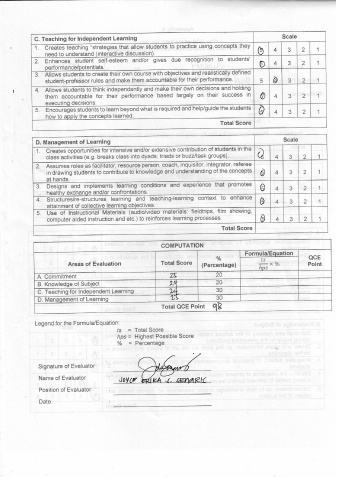 C. Teaching for Independent Learning Scale
1. Creates teaching strategies that allow students to practice using concepts they 5 4 3 2 1
need to understand (interactive discussion).
2. Enhances student self-esteem and/or gives due recognition to students' 5 4 3 2 1
performance/potentials.
3. Allows students to create their own course with objectives and realistically defined 5 4 3 2 1
student-professor rules and make them accountable for their performance.
4. Allows students to think independently and make their own decisions and holding 5 4 3 2 1
them accountable for their performance based largely on their success in
executing decisions.
5. Encourages students to learn beyond what is required and help/guide the students 5 4 3 2 1
how to apply the concepts learned.
Total Score
D. Management of Learning Scale
1. Creates opportunities for intensive and/or extensive contribution of students in the 5 4 3 2 1
class activities (e.g. breaks class into dyads, triads or buzz/task groups).
2. Assumes roles as facilitator, resource person, coach, inquisitor, integrator, referee 5 4 3 2 1
in drawing students to contribute to knowledge and understanding of the concepts
at hands.
3. Designs and implements learning conditions and experience that promotes 5 4 3 2 1
healthy exchange and/or confrontations.
4. Structures/re-structures learning and teaching-learning context to enhance 5 4 3 2 1
attainment of collective learning objectives.
5. Use of Instructional Materials (audio/video materials: fieldtrips, film showing, 5 4 3 2 1
computer aided instruction and etc.) to reinforces learning processes.
Total Score
COMPUTATION
Areas of Evaluation Total Score % (Percentage) Formula/Equation ts/hps x % QCE Point
A. Commitment 25 20
B. Knowledge of Subject 24 20
C. Teaching for Independent Learning 24 30
D. Management of Learning 25 30
Total QCE Point 98
Legend for the Formula/Equation:
ts = Total Score
hps = Highest Possible Score
% = Percentage
Signature of Evaluator :
Name of Evaluator :
Position of Evaluator :
Date :